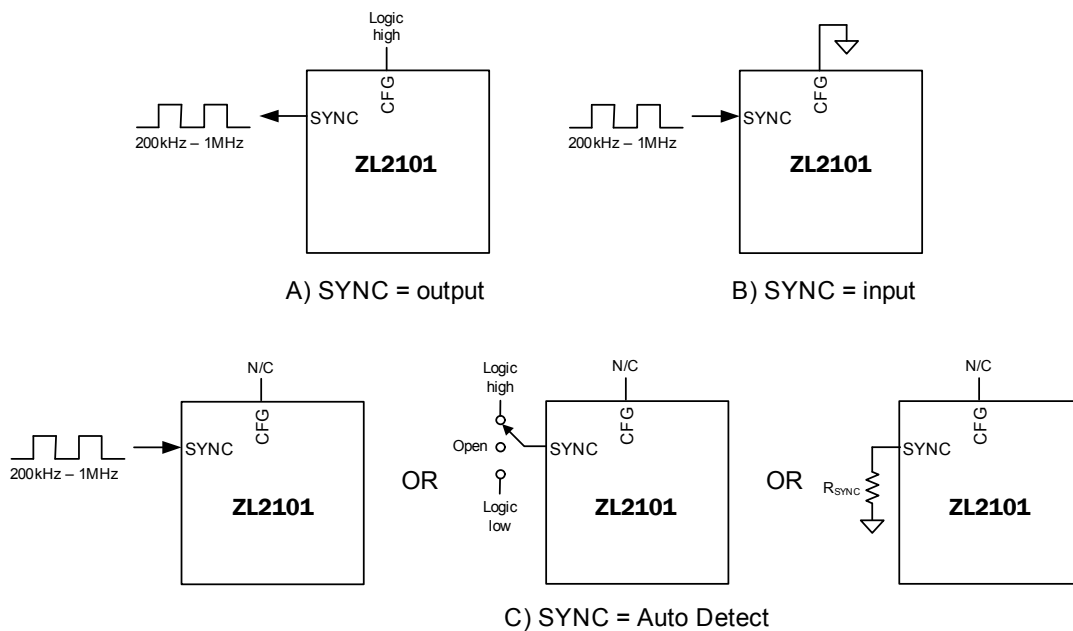 Logic
high
CFG
SYNC
200kHz – 1MHz
ZL2101
A) SYNC = output
CFG
SYNC
200kHz – 1MHz
ZL2101
B) SYNC = input
N/C
CFG
SYNC
200kHz – 1MHz
ZL2101
OR
Logic
high
Open
Logic
low
N/C
CFG
SYNC
ZL2101
OR
N/C
CFG
SYNC
RSYNC
ZL2101
C) SYNC = Auto Detect